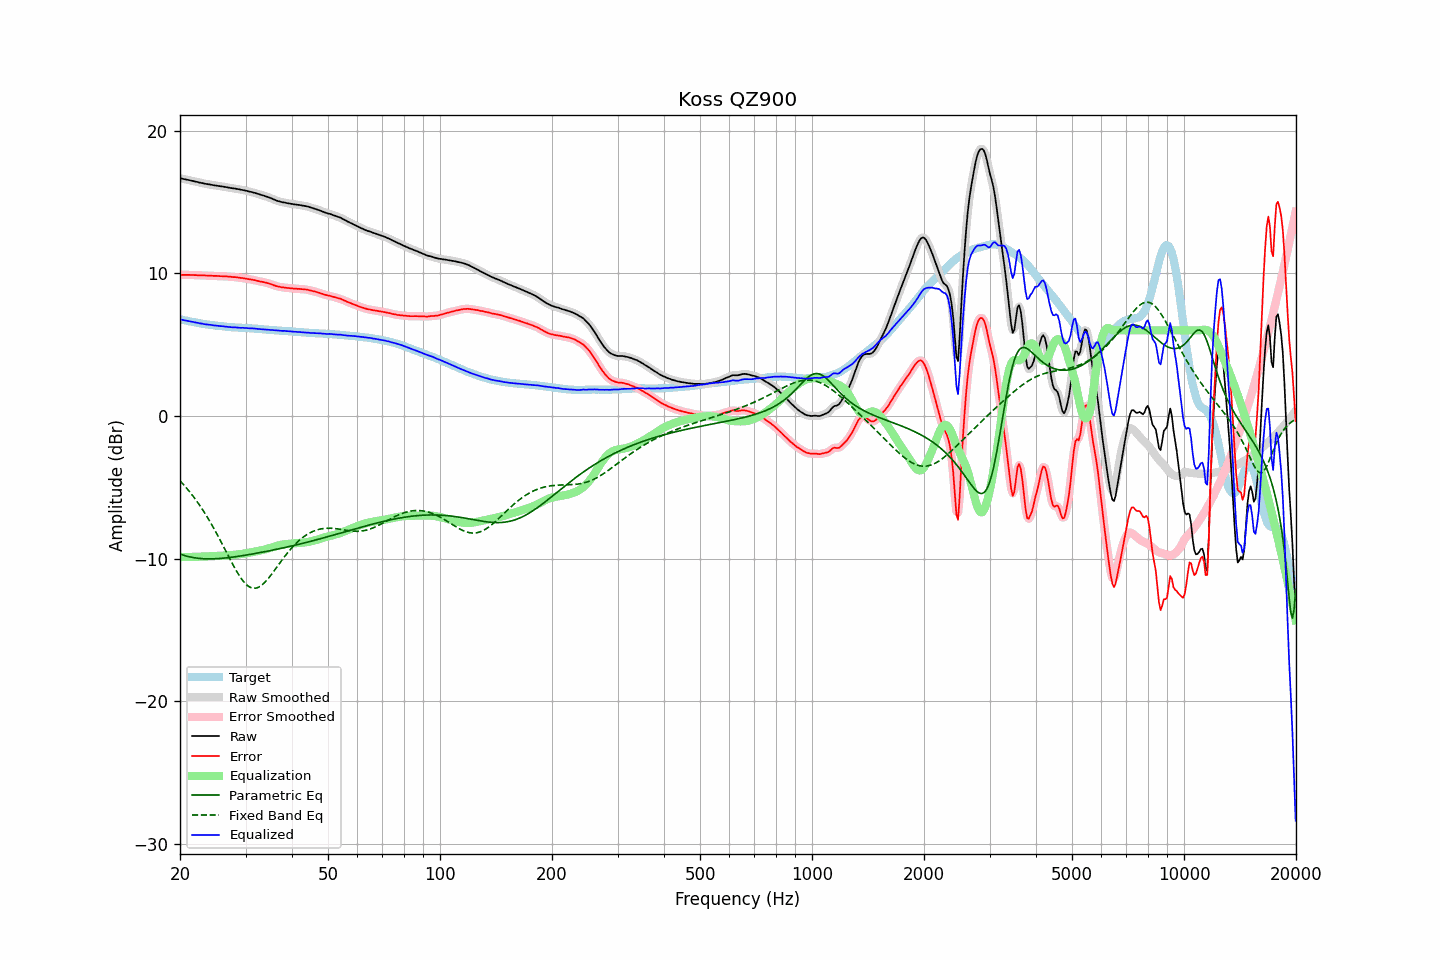 Koss QZ900
20
10
0
−10
−20
−30
Amplitude (dBr)
Target
Raw Smoothed
Error Smoothed
Raw
Error
Equalization
Parametric Eq
Fixed Band Eq
Equalized
20 50 100 200 500 1000 2000 5000 10000 20000
Frequency (Hz)